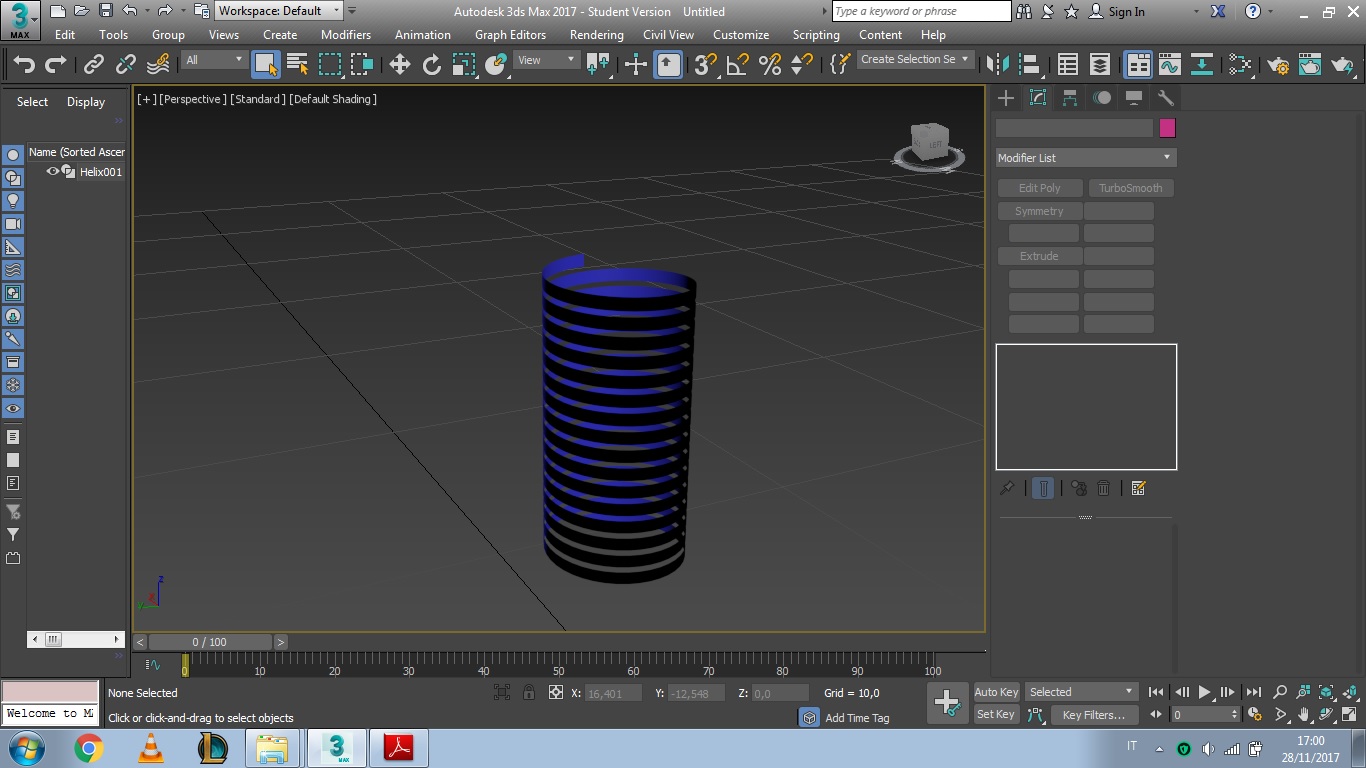 3
MAX
Workspace: Default
Autodesk 3ds Max 2017 - Student Version Untitled
Type a keyword or phrase
Sign In
Edit Tools Group Views Create Modifiers Animation Graph Editors Rendering Civil View Customize Scripting Content Help
All
View
3
%
Create Selection Se
Select Display
Name (Sorted Ascer
Helix001
[+] [Perspective] [Standard] [Default Shading]
LEFT
Modifier List
Edit Poly TurboSmooth
Symmetry
Extrude
z
x
y
< 0 / 100 >
0 10 20 30 40 50 60 70 80 90 100
None Selected
X: 16,401 Y: -12,548 Z: 0,0 Grid = 10,0
Auto Key Selected
Welcome to MA
Click or click-and-drag to select objects
Add Time Tag
Set Key Key Filters... 0
3
MAX
IT
17:00
28/11/2017